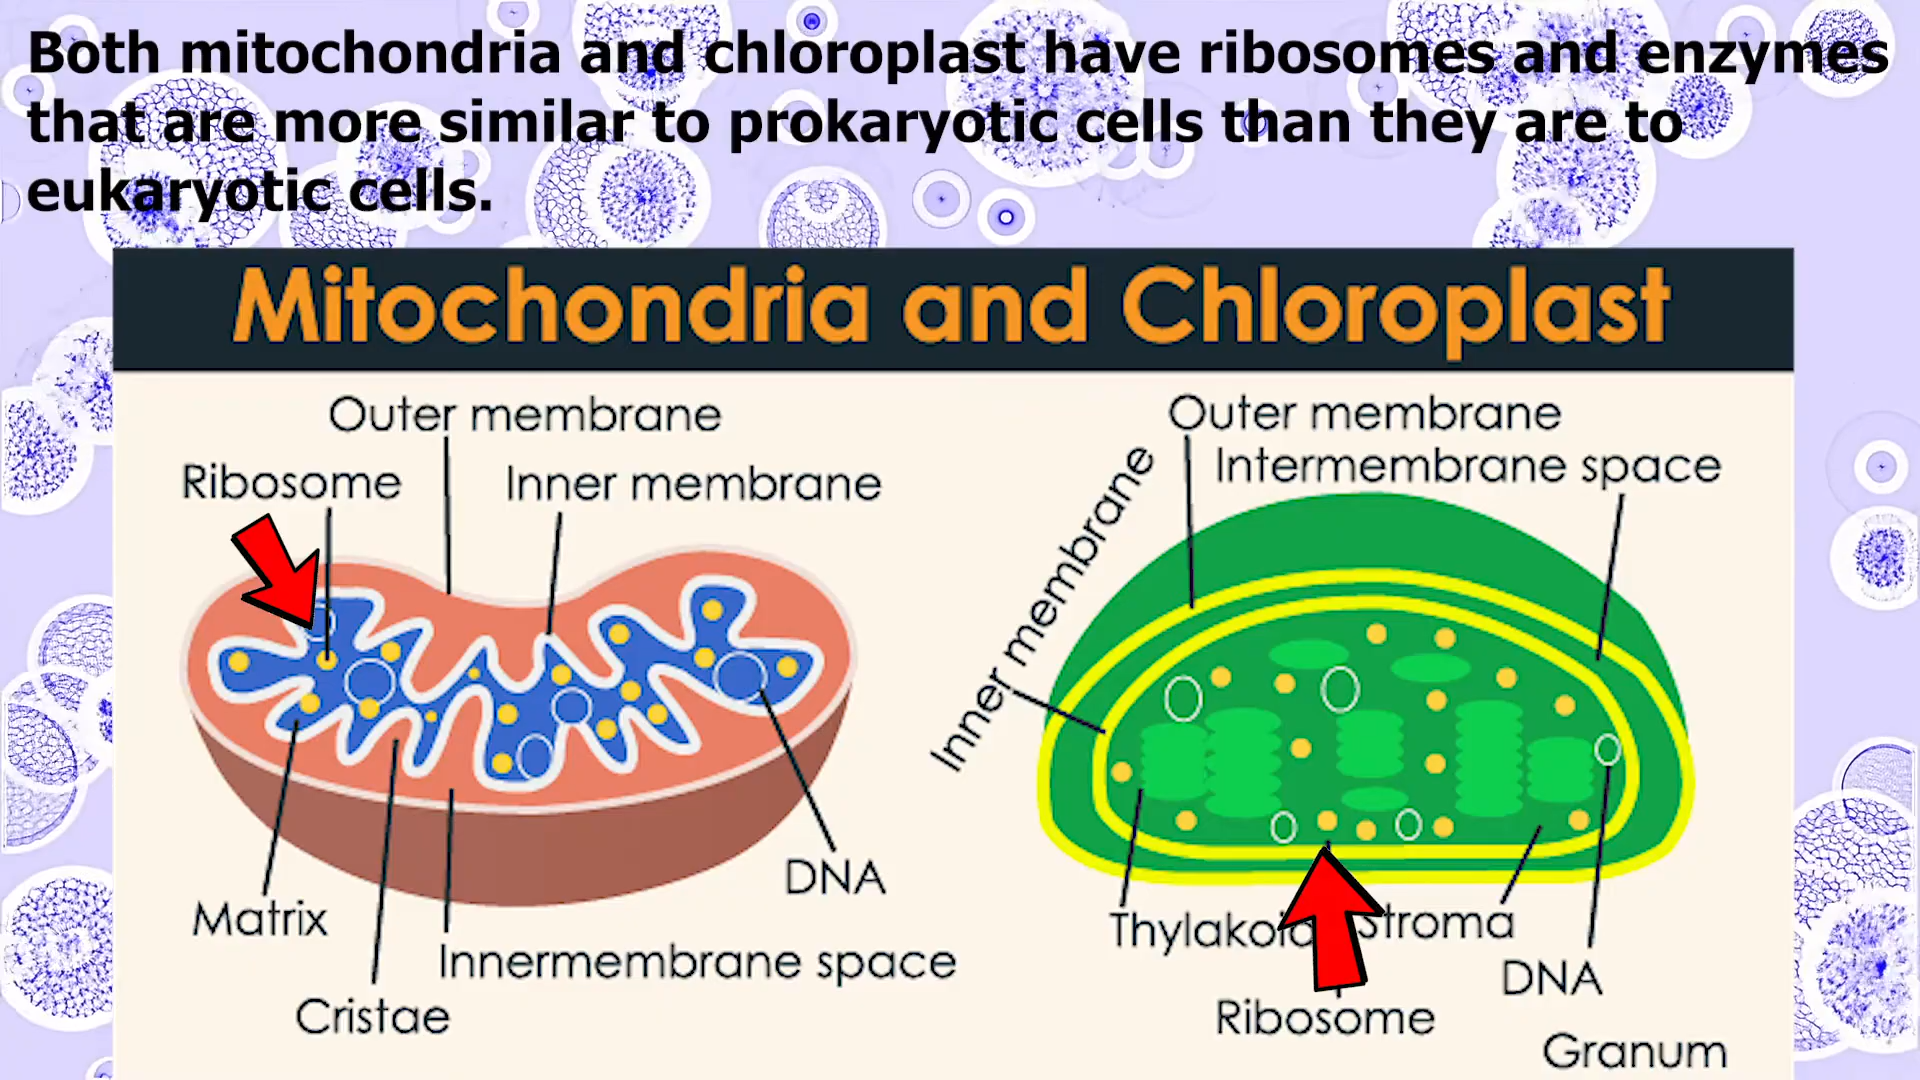 Both mitochondria and chloroplast have ribosomes and enzymes
that are more similar to prokaryotic cells than they are to
eukaryotic cells.
Mitochondria and Chloroplast
Outer membrane
Ribosome
Inner membrane
Matrix
Cristae
Innermembrane space
DNA
Outer membrane
Intermembrane space
Inner membrane
Thylakoid
Stroma
Ribosome
DNA
Granum